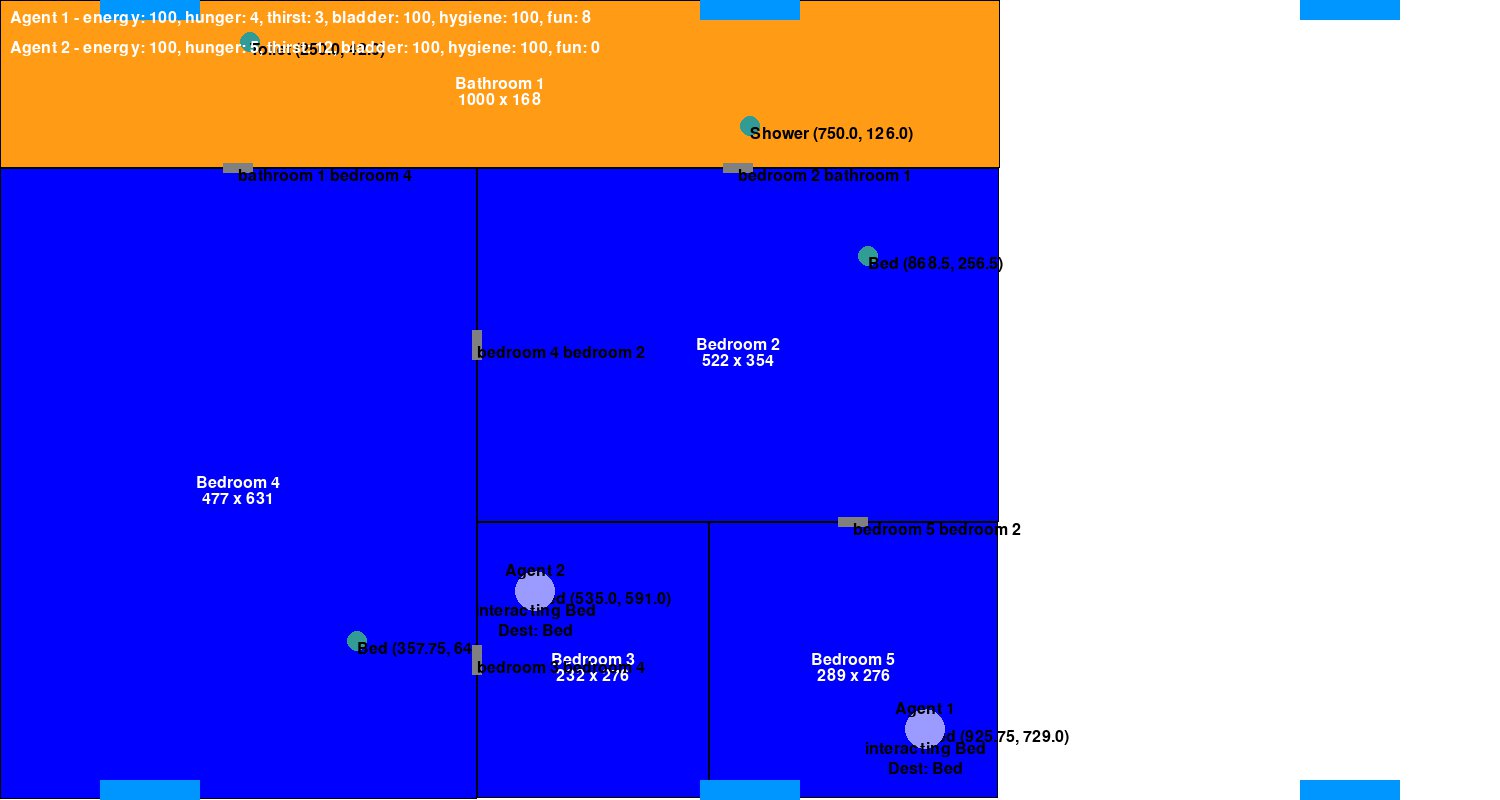 Agent 1 - energy: 100, hunger: 4, thirst: 3, bladder: 100, hygiene: 100, fun: 8
Agent 2 - energy: 100, hunger: 5, thirst: 12, bladder: 100, hygiene: 100, fun: 0
Toilet (250.0, 42.0)
Bathroom 1
1000 x 168
Shower (750.0, 126.0)
bathroom 1 bedroom 4
bedroom 2 bathroom 1
Bed (868.5, 256.5)
Bedroom 2
522 x 354
bedroom 4 bedroom 2
Bedroom 4
477 x 631
bedroom 5 bedroom 2
Agent 2
d (535.0, 591.0)
interacting Bed
Dest: Bed
Bed (357.75, 64
Bedroom 3
232 x 276
bedroom 3 bedroom 4
Bedroom 5
289 x 276
Agent 1
d (925.75, 729.0)
interacting Bed
Dest: Bed